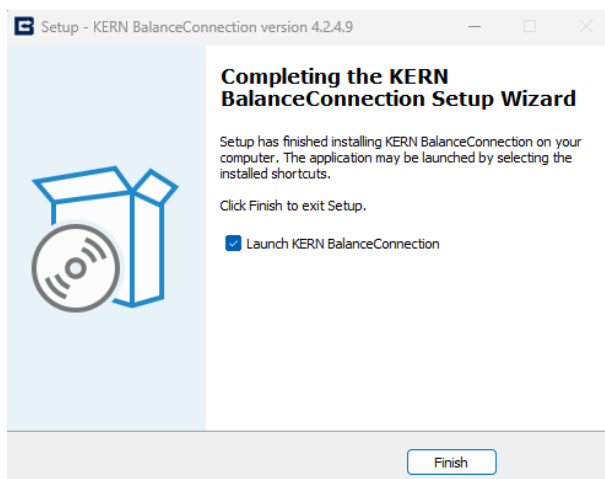 Setup - KERN BalanceConnection version 4.2.4.9
Completing the KERN
BalanceConnection Setup Wizard
Setup has finished installing KERN BalanceConnection on your
computer. The application may be launched by selecting the
installed shortcuts.
Click Finish to exit Setup.
Launch KERN BalanceConnection
Finish